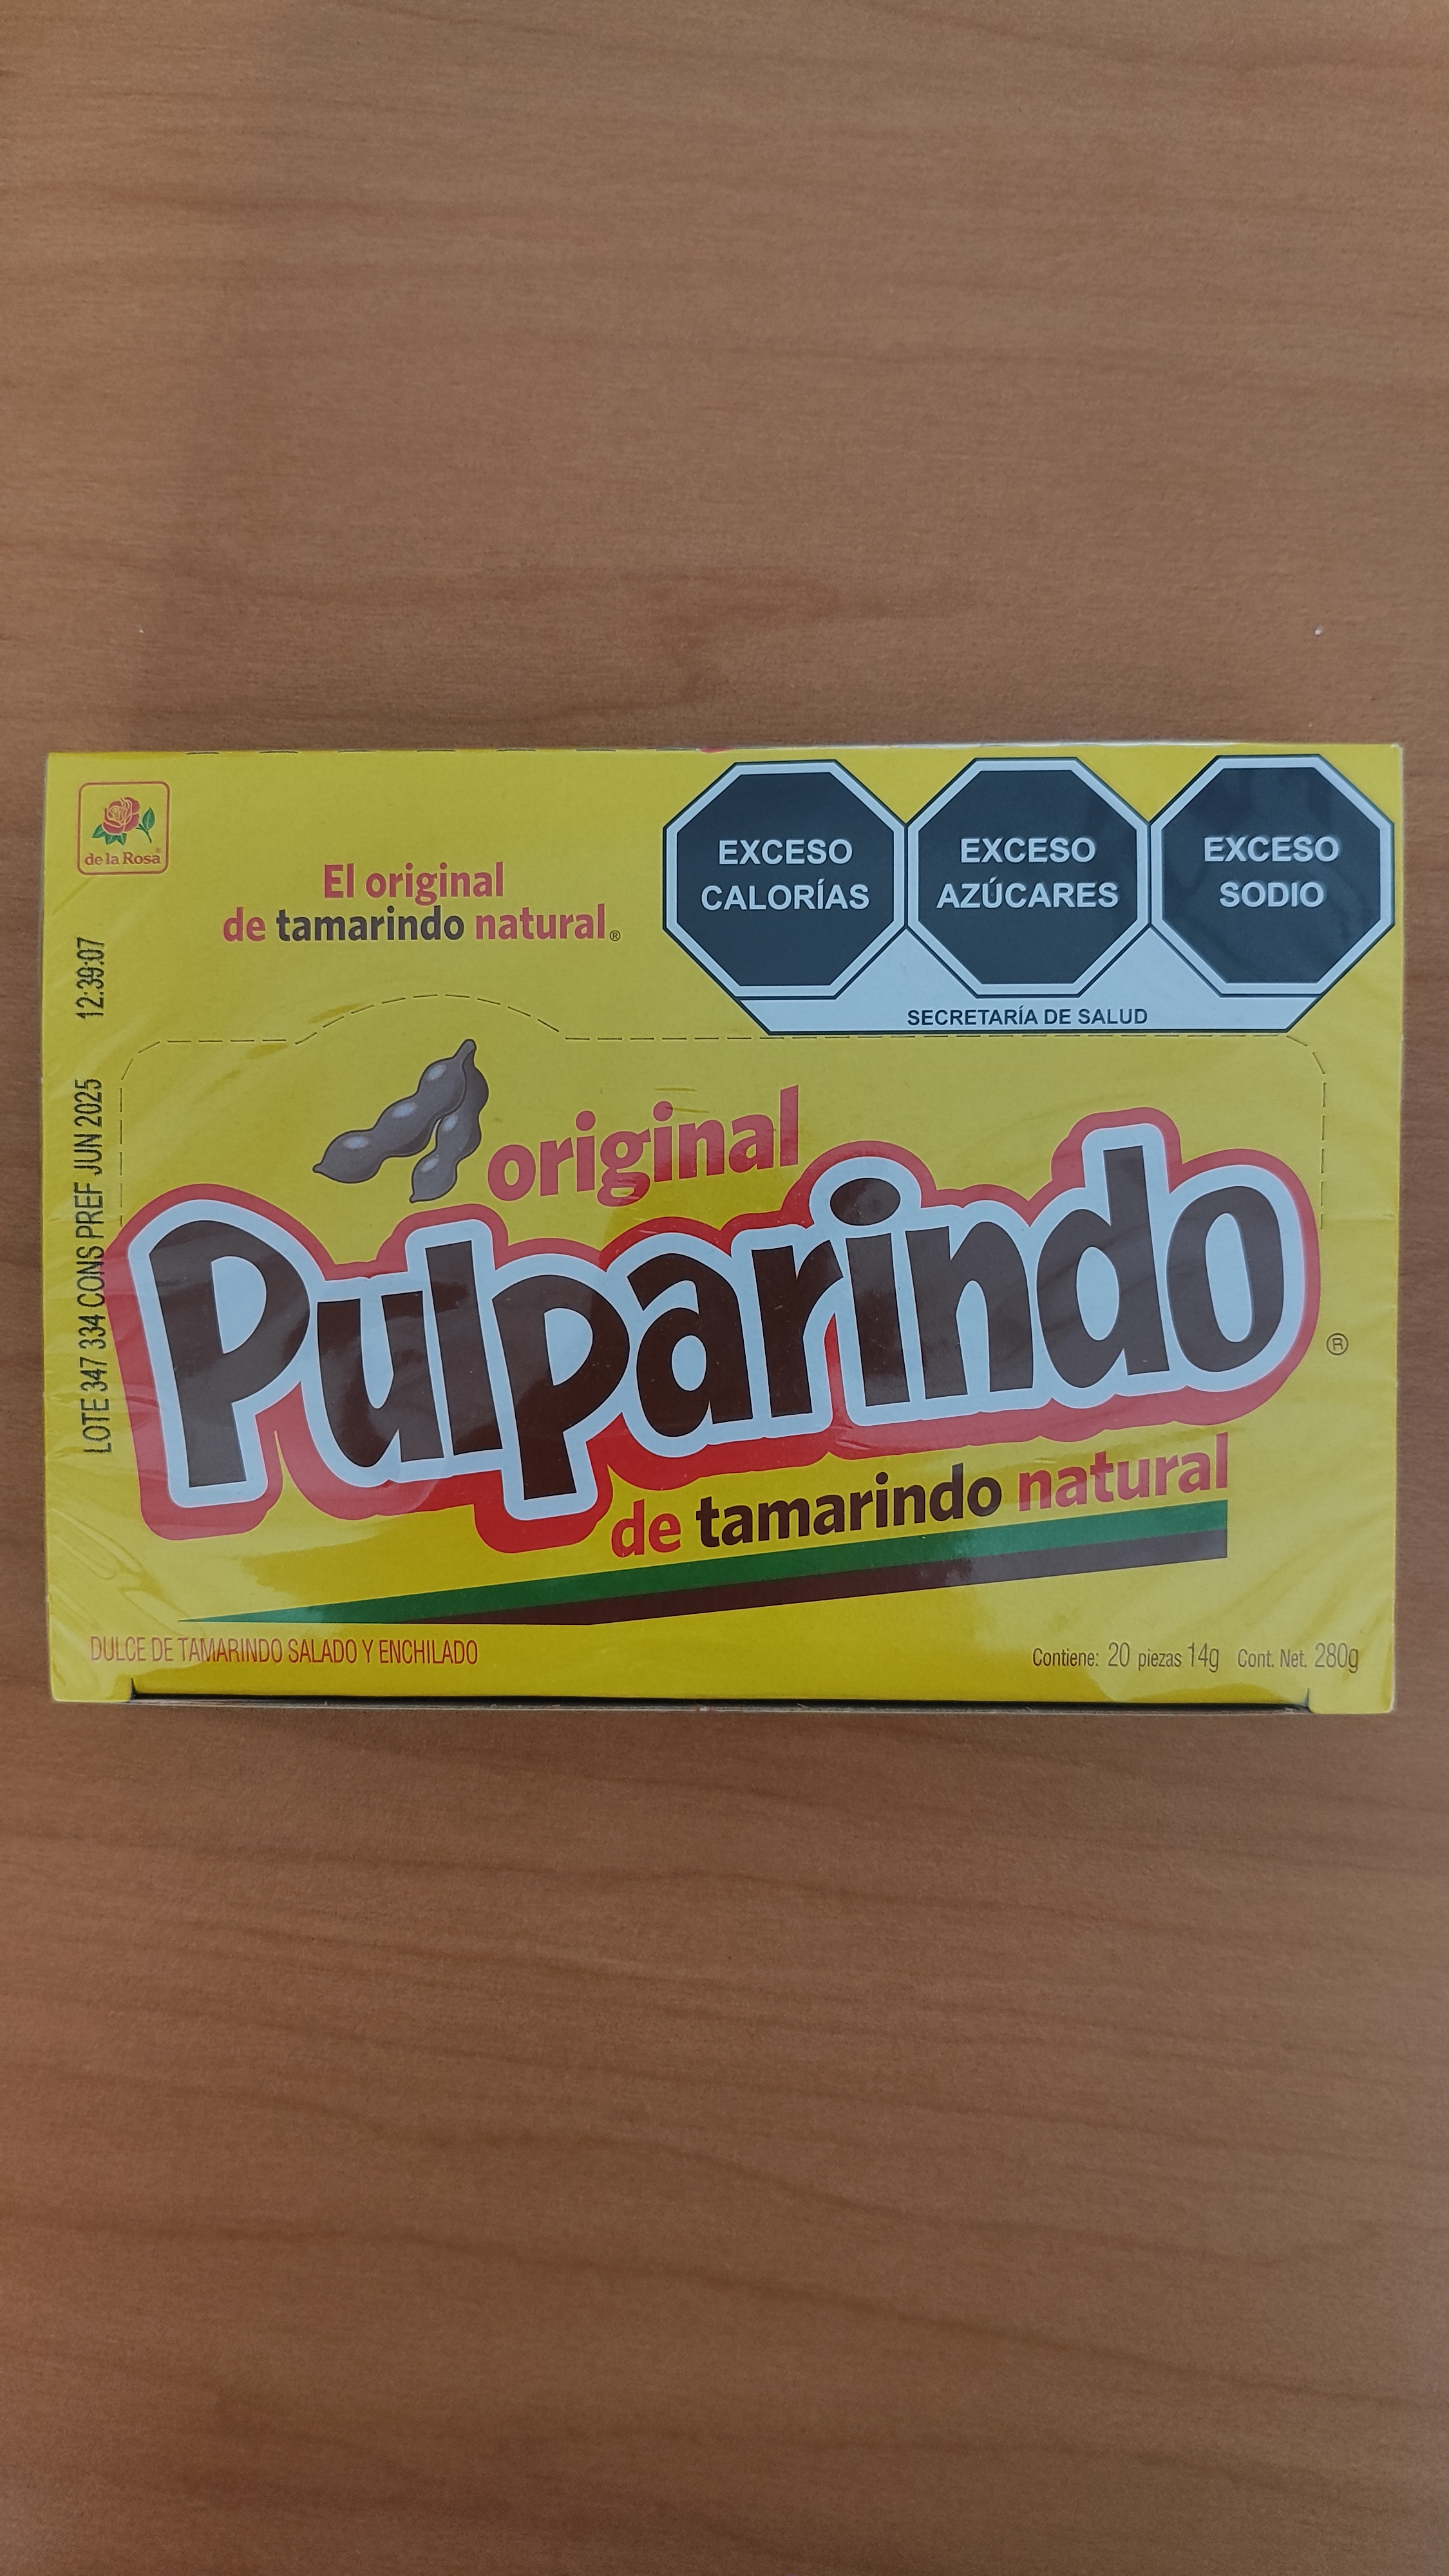 de la Rosa®
El original
de tamarindo natural®
EXCESO
CALORÍAS
EXCESO
AZÚCARES
EXCESO
SODIO
SECRETARÍA DE SALUD
LOTE 347 334 CONS PREF JUN 2025 12:39:07
original
Pulparindo®
de tamarindo natural
DULCE DE TAMARINDO SALADO Y ENCHILADO
Contiene: 20 piezas 14g Cont. Net. 280g